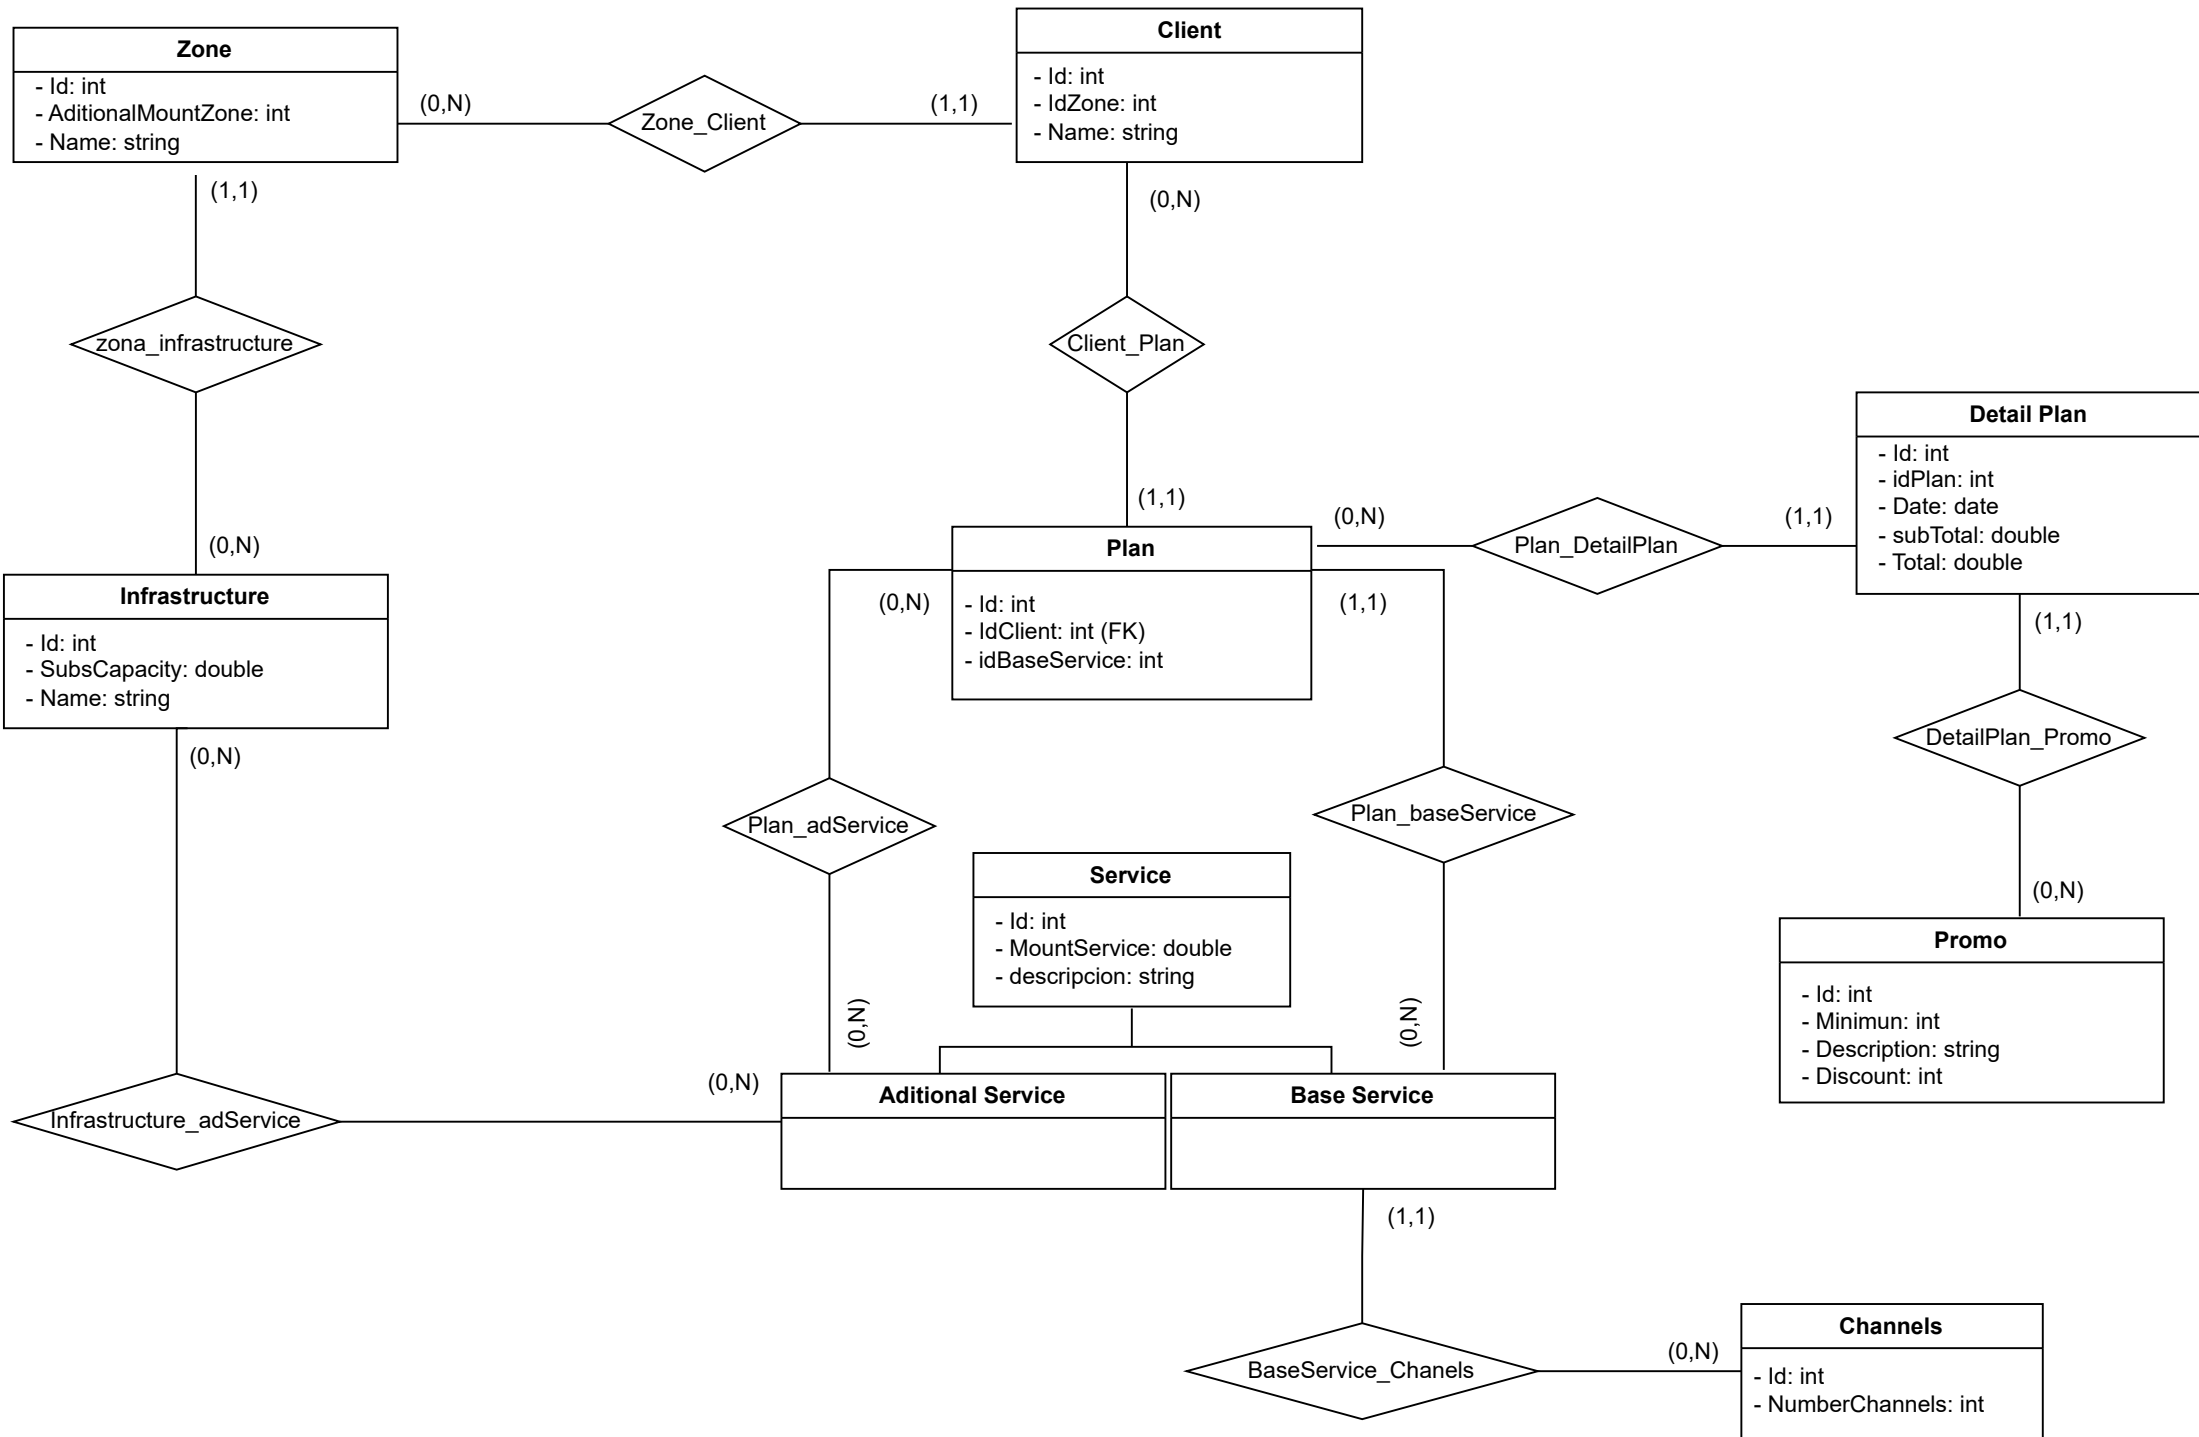 Zone
- Id: int
- AditionalMountZone: int
- Name: string
(0,N)
Zone_Client
(1,1)
Client
- Id: int
- IdZone: int
- Name: string
(1,1)
zona_infrastructure
(0,N)
(0,N)
Client_Plan
(1,1)
Infrastructure
- Id: int
- SubsCapacity: double
- Name: string
(0,N)
Plan
- Id: int
- IdClient: int (FK)
- idBaseService: int
(0,N)
(1,1)
(0,N)
Plan_DetailPlan
(1,1)
Detail Plan
- Id: int
- idPlan: int
- Date: date
- subTotal: double
- Total: double
(1,1)
DetailPlan_Promo
(0,N)
Promo
- Id: int
- Minimun: int
- Description: string
- Discount: int
Plan_adService
(0,N)
Plan_baseService
(0,N)
Service
- Id: int
- MountService: double
- descripcion: string
Infrastructure_adService
(0,N)
Aditional Service
Base Service
(1,1)
BaseService_Chanels
(0,N)
Channels
- Id: int
- NumberChannels: int